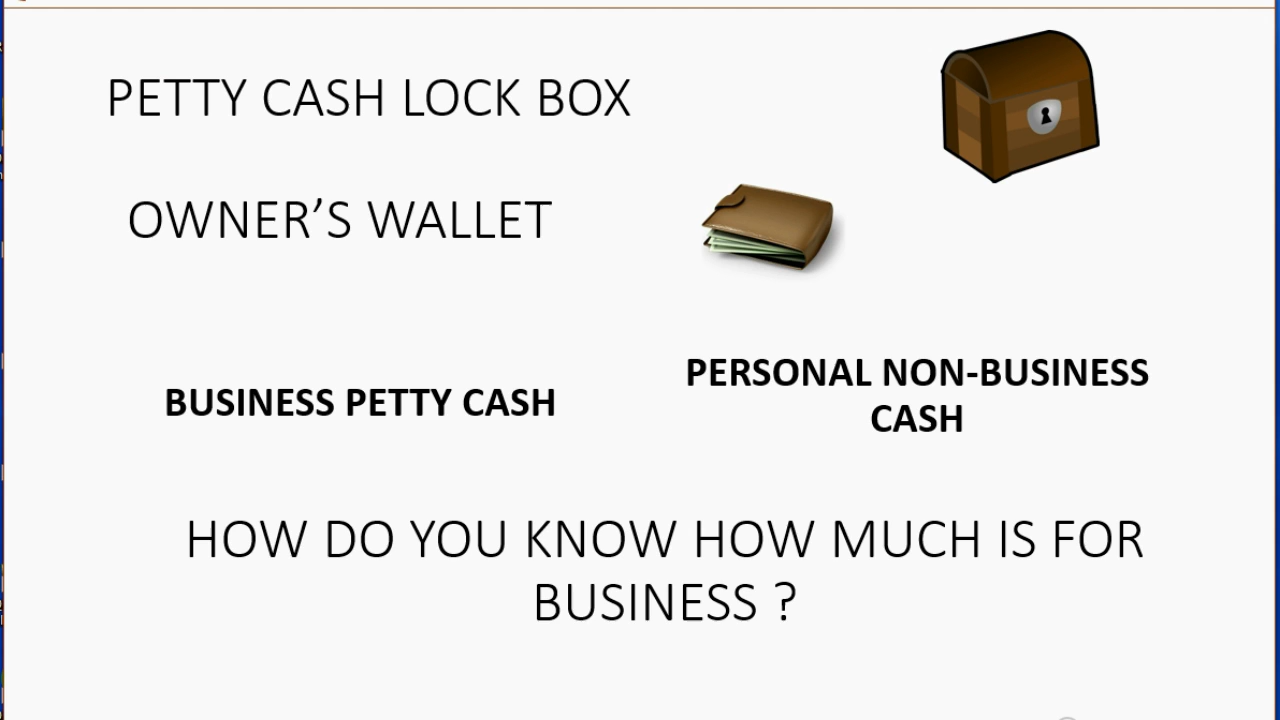 PETTY CASH LOCK BOX
OWNER’S WALLET
BUSINESS PETTY CASH
PERSONAL NON-BUSINESS
CASH
HOW DO YOU KNOW HOW MUCH IS FOR
BUSINESS ?